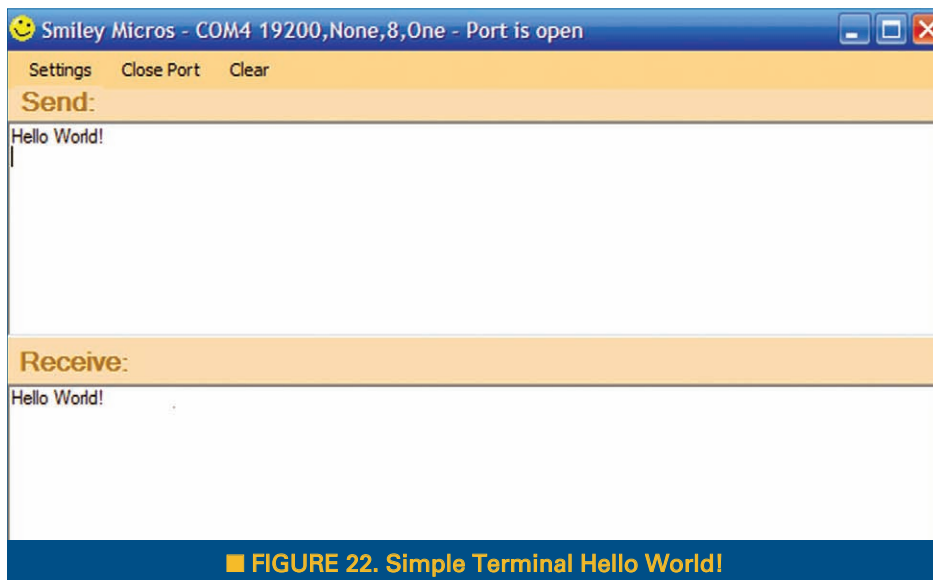 Smiley Micros - COM4 19200,None,8,One - Port is open
Settings Close Port Clear
Send:
Hello World!
Receive:
Hello World!
FIGURE 22. Simple Terminal Hello World!